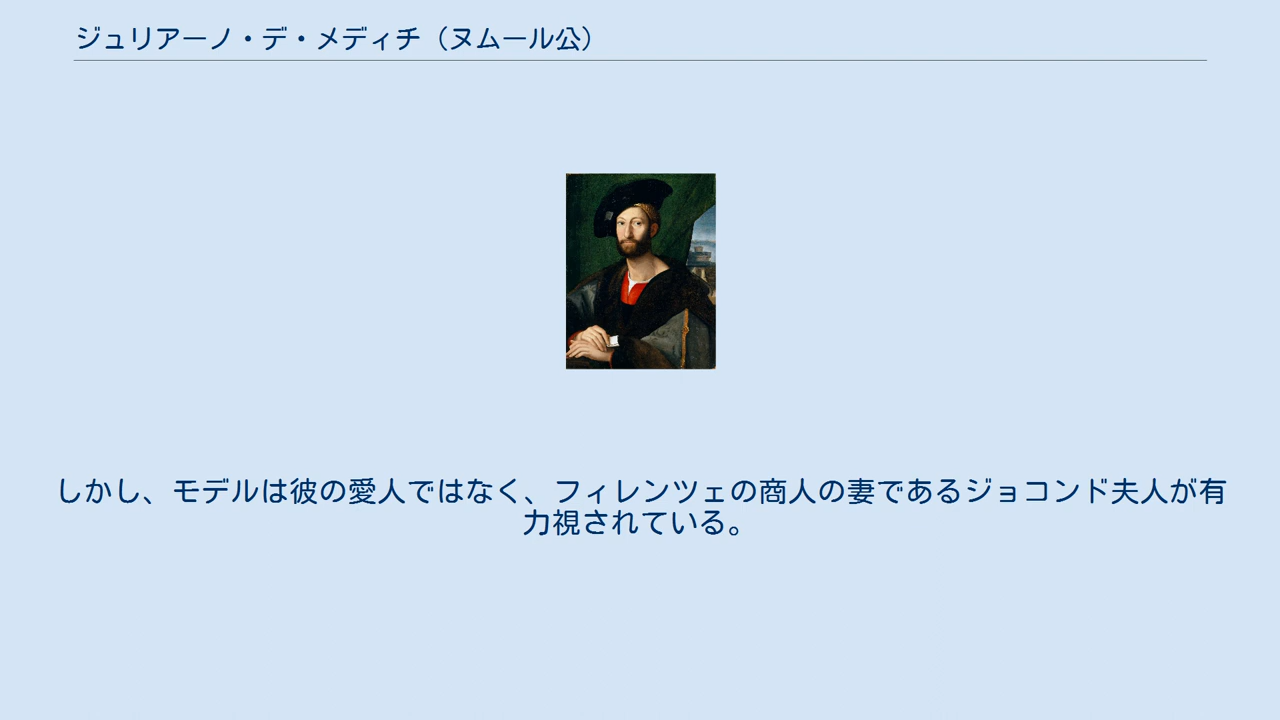 ジュリアーノ・デ・メディチ（ヌムール公）
しかし、モデルは彼の愛人ではなく、フィレンツェの商人の妻であるジョコンド夫人が有
力視されている。